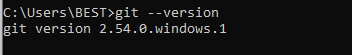 C:\Users\BEST>git --version
git version 2.54.0.windows.1